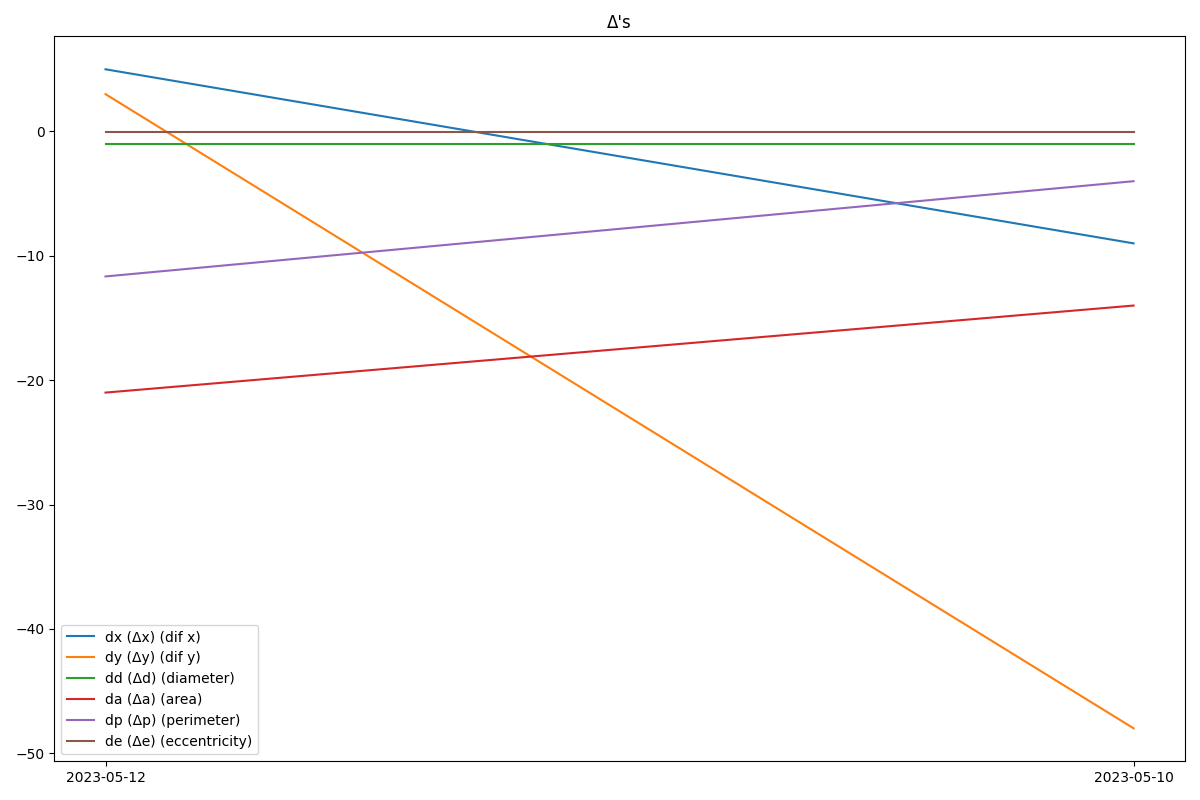 Δ's
0
−10
−20
−30
−40
−50
dx (Δx) (dif x)
dy (Δy) (dif y)
dd (Δd) (diameter)
da (Δa) (area)
dp (Δp) (perimeter)
de (Δe) (eccentricity)
2023-05-12 2023-05-10